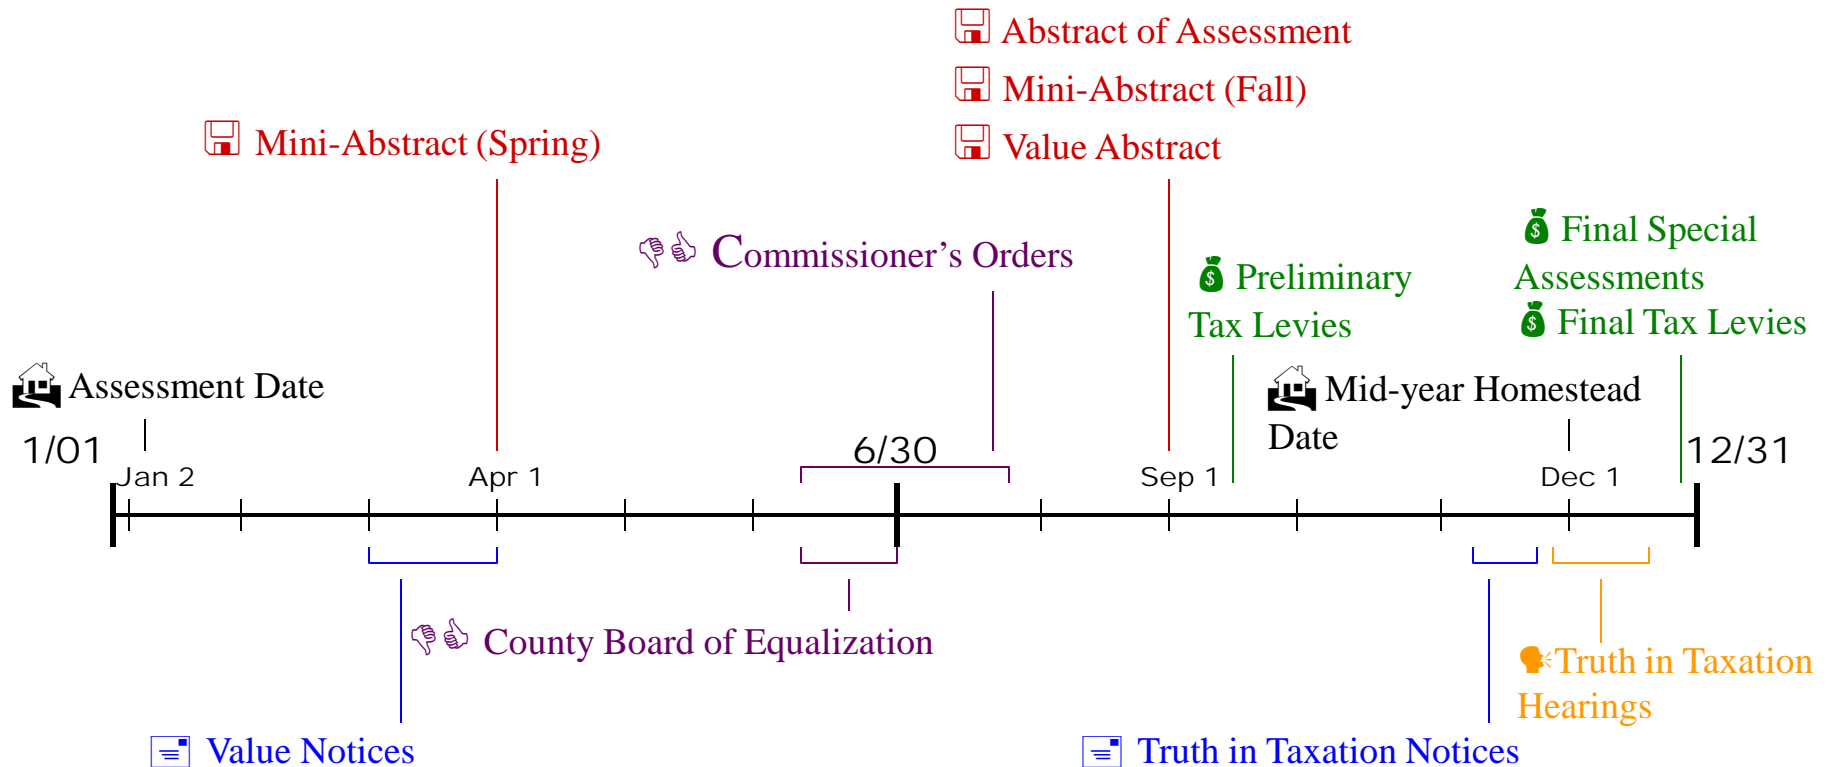 Abstract of Assessment
Mini-Abstract (Fall)
Value Abstract
Mini-Abstract (Spring)
Commissioner’s Orders
Preliminary
Tax Levies
Final Special
Assessments
Final Tax Levies
Assessment Date
Mid-year Homestead
Date
1/01
6/30
12/31
Jan 2
Apr 1
Sep 1
Dec 1
County Board of Equalization
Truth in Taxation
Hearings
Value Notices
Truth in Taxation Notices